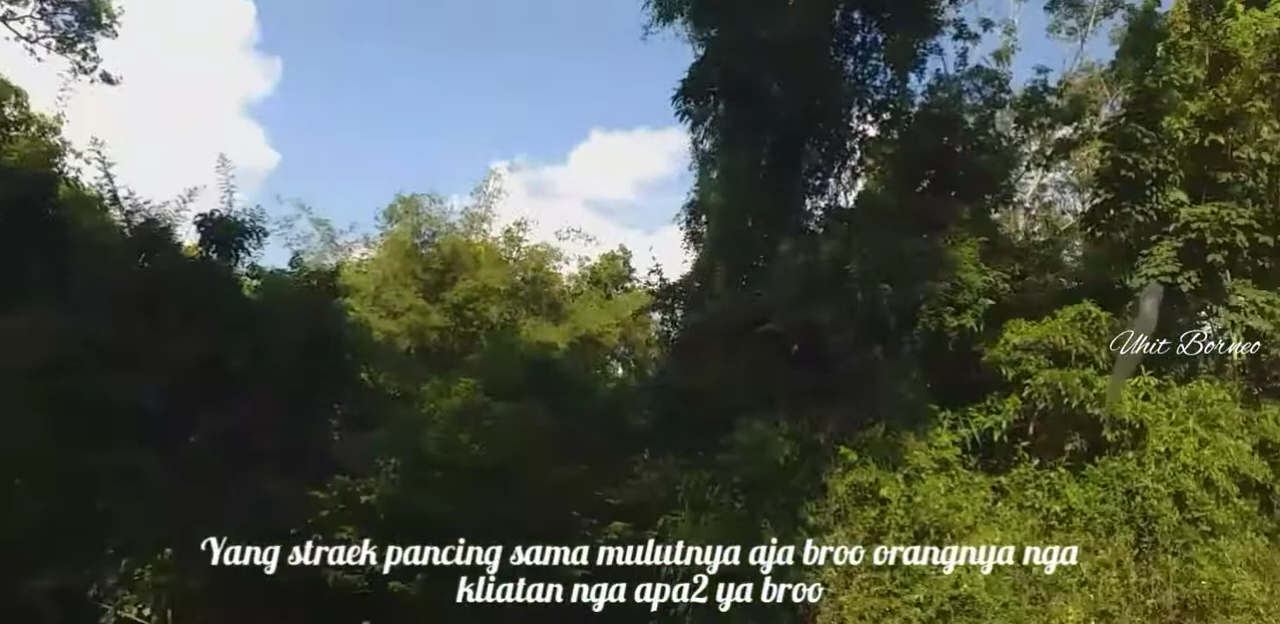 Uhit Borneo
Yang straek pancing sama mulutnya aja broo orangnya nga
kliatan nga apa2 ya broo